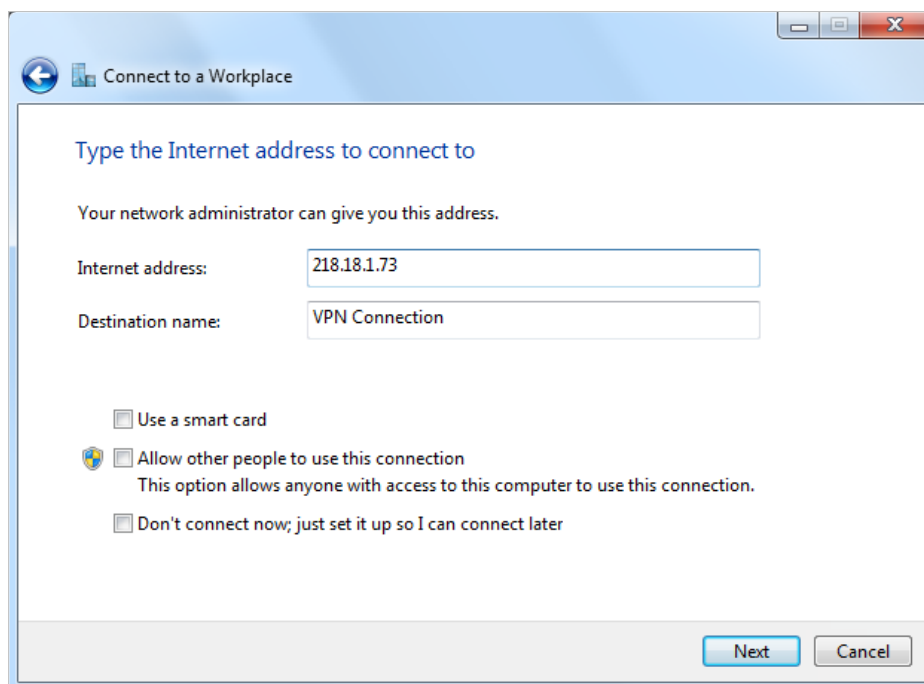 Connect to a Workplace
Type the Internet address to connect to
Your network administrator can give you this address.
Internet address: 218.18.1.73
Destination name: VPN Connection
Use a smart card
Allow other people to use this connection
This option allows anyone with access to this computer to use this connection.
Don't connect now; just set it up so I can connect later
Next Cancel